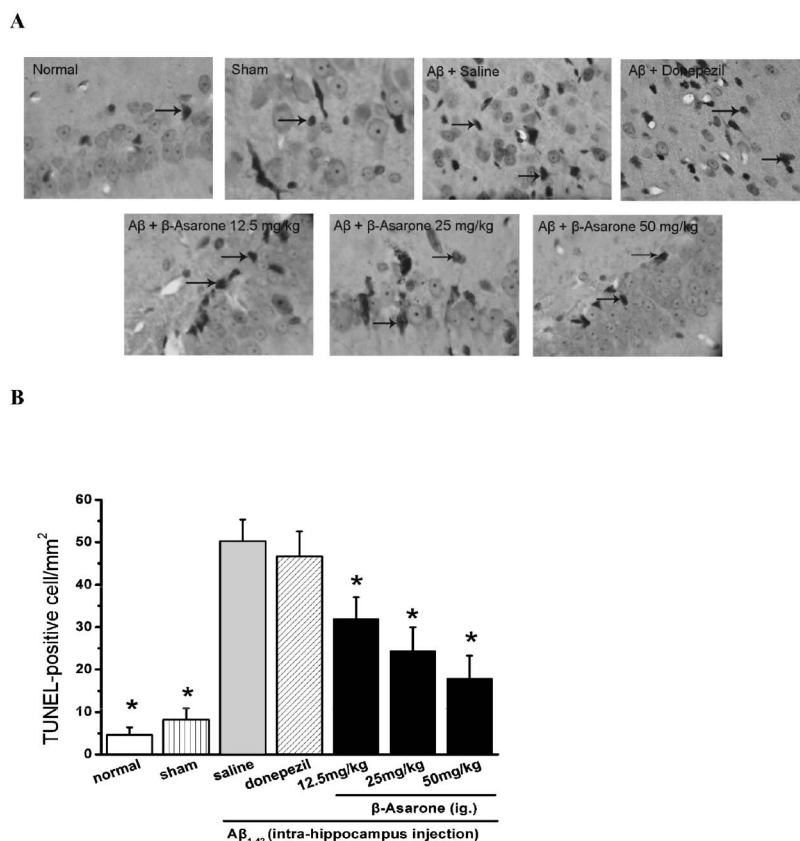 A
Normal
Sham
Aβ + Saline
Aβ + Donepezil
Aβ + β-Asarone 12.5 mg/kg
Aβ + β-Asarone 25 mg/kg
Aβ + β-Asarone 50 mg/kg
B
TUNEL-positive cell/mm²
60
50
40
30
20
10
0
* * * * *
normal
sham
saline
donepezil
12.5mg/kg
25mg/kg
50mg/kg
β-Asarone (ig.)
Aβ₁₋₄₂ (intra-hippocampus injection)